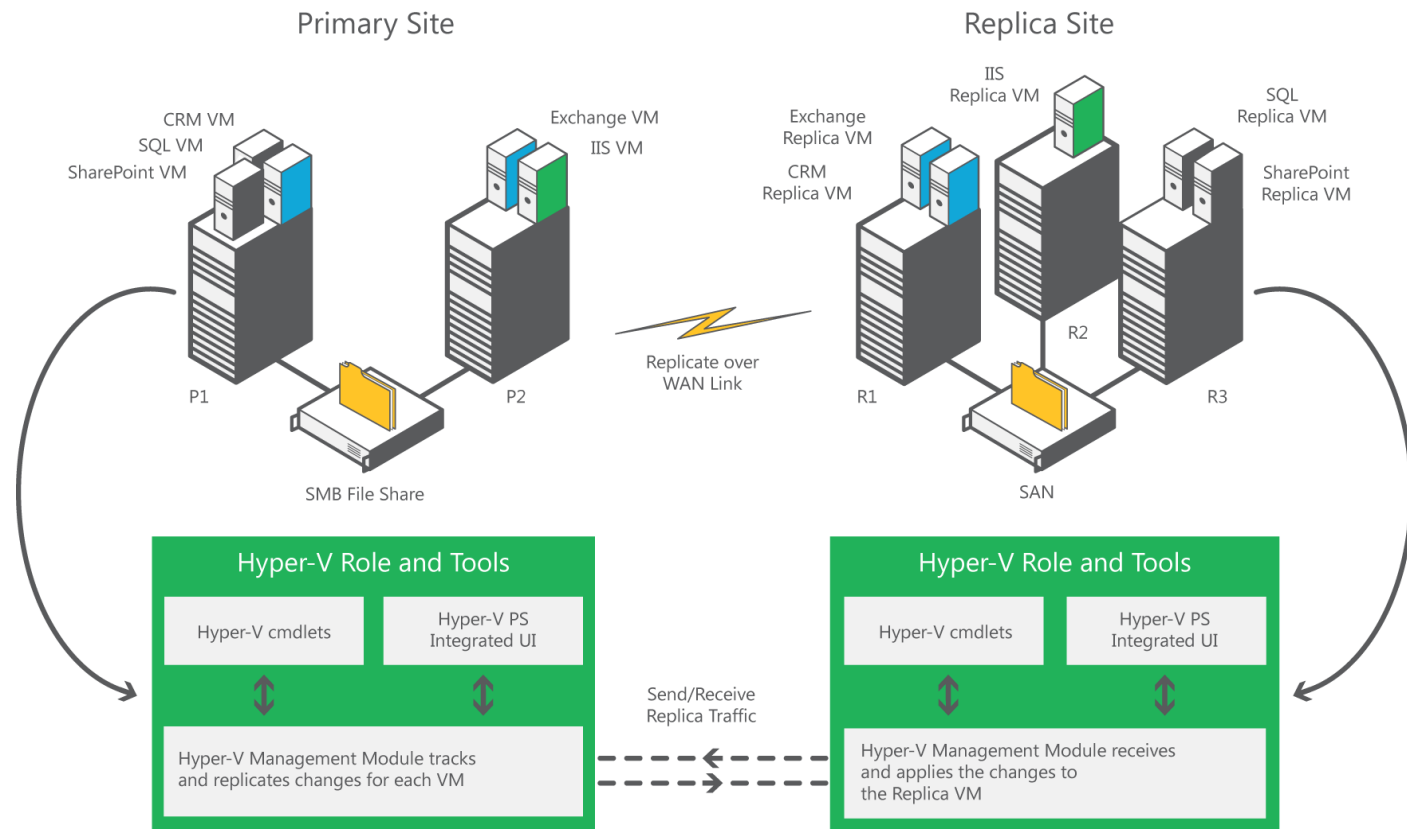 Primary Site
Replica Site
CRM VM
SQL VM
SharePoint VM
Exchange VM
IIS VM
IIS
Replica VM
Exchange
Replica VM
CRM
Replica VM
SQL
Replica VM
SharePoint
Replica VM
P1
P2
SMB File Share
Replicate over
WAN Link
R1
R2
R3
SAN
Hyper-V Role and Tools
Hyper-V cmdlets
Hyper-V PS
Integrated UI
Hyper-V Management Module tracks
and replicates changes for each VM
Send/Receive
Replica Traffic
Hyper-V Role and Tools
Hyper-V cmdlets
Hyper-V PS
Integrated UI
Hyper-V Management Module receives
and applies the changes to
the Replica VM